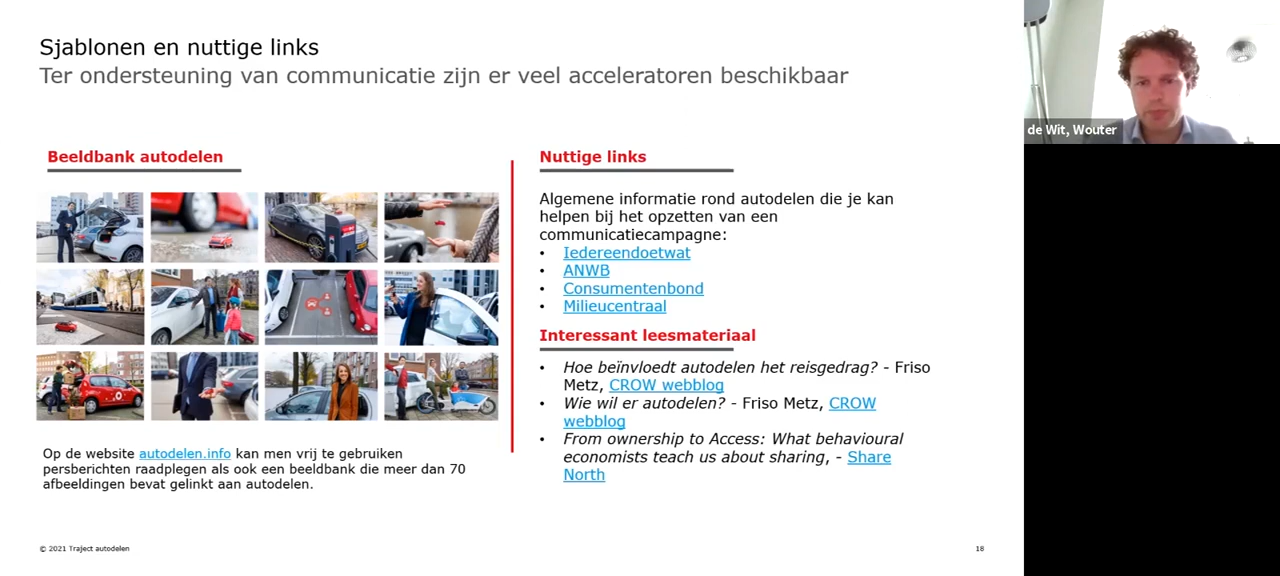 Sjablonen en nuttige links
Ter ondersteuning van communicatie zijn er veel acceleratoren beschikbaar
Beeldbank autodelen
Op de website autodelen.info kan men vrij te gebruiken
persberichten raadplegen als ook een beeldbank die meer dan 70
afbeeldingen bevat gelinkt aan autodelen.
Nuttige links
Algemene informatie rond autodelen die je kan
helpen bij het opzetten van een
communicatiecampagne:
• Iedereendoetwat
• ANWB
• Consumentenbond
• Milieucentraal
Interessant leesmateriaal
• Hoe beïnvloedt autodelen het reisgedrag? - Friso
Metz, CROW webblog
• Wie wil er autodelen? - Friso Metz, CROW
webblog
• From ownership to Access: What behavioural
economists teach us about sharing, - Share
North
© 2021 Traject autodelen
18
de Wit, Wouter